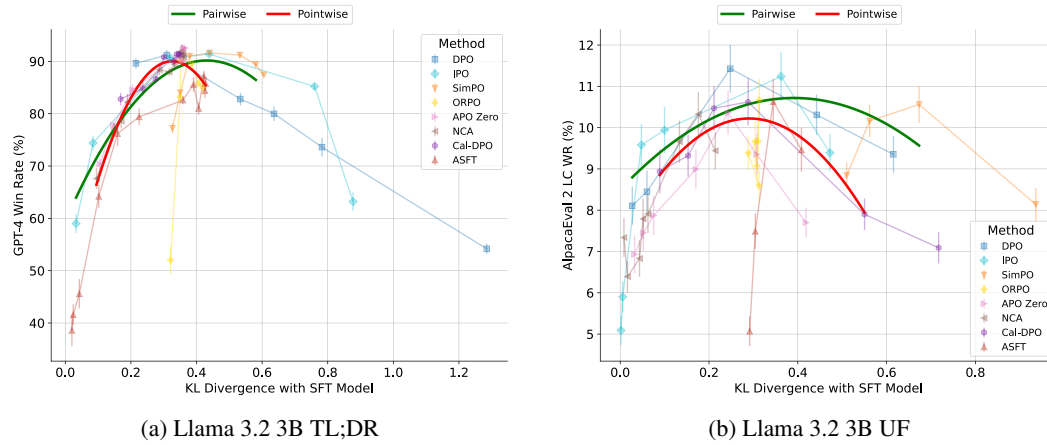 Pairwise Pointwise
GPT-4 Win Rate (%)
90
80
70
60
50
40
0.0 0.2 0.4 0.6 0.8 1.0 1.2
KL Divergence with SFT Model
Method
DPO
IPO
SimPO
ORPO
APO Zero
NCA
Cal-DPO
ASFT
(a) Llama 3.2 3B TL;DR
Pairwise Pointwise
AlpacaEval 2 LC WR (%)
12
11
10
9
8
7
6
5
0.0 0.2 0.4 0.6 0.8
KL Divergence with SFT Model
Method
DPO
IPO
SimPO
ORPO
APO Zero
NCA
Cal-DPO
ASFT
(b) Llama 3.2 3B UF